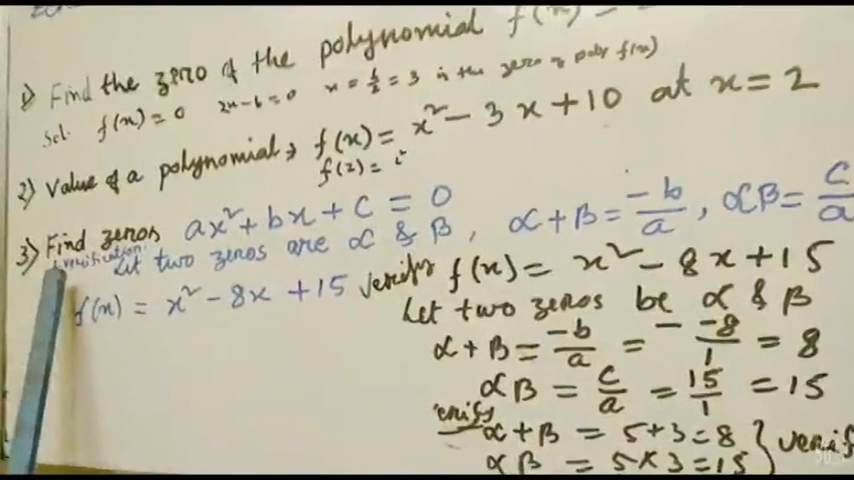 1) Find the zero of the polynomial f(x) =
Sol. f(x) = 0 2x-6=0 x = 6/2 = 3 is the zero of poly f(x)
2) Value of a polynomial, f(x) = x² - 3x + 10 at x = 2
f(2) =
3) Find zeros ax² + bx + c = 0
verification: Let two zeros are α & β, α + β = -b/a, αβ = c/a
f(x) = x² - 8x + 15 verify
f(x) = x² - 8x + 15
Let two zeros be α & β
α + β = -b/a = - -8/1 = 8
αβ = c/a = 15/1 = 15
verify
α + β = 5+3 = 8
αβ = 5×3 = 15 } verif